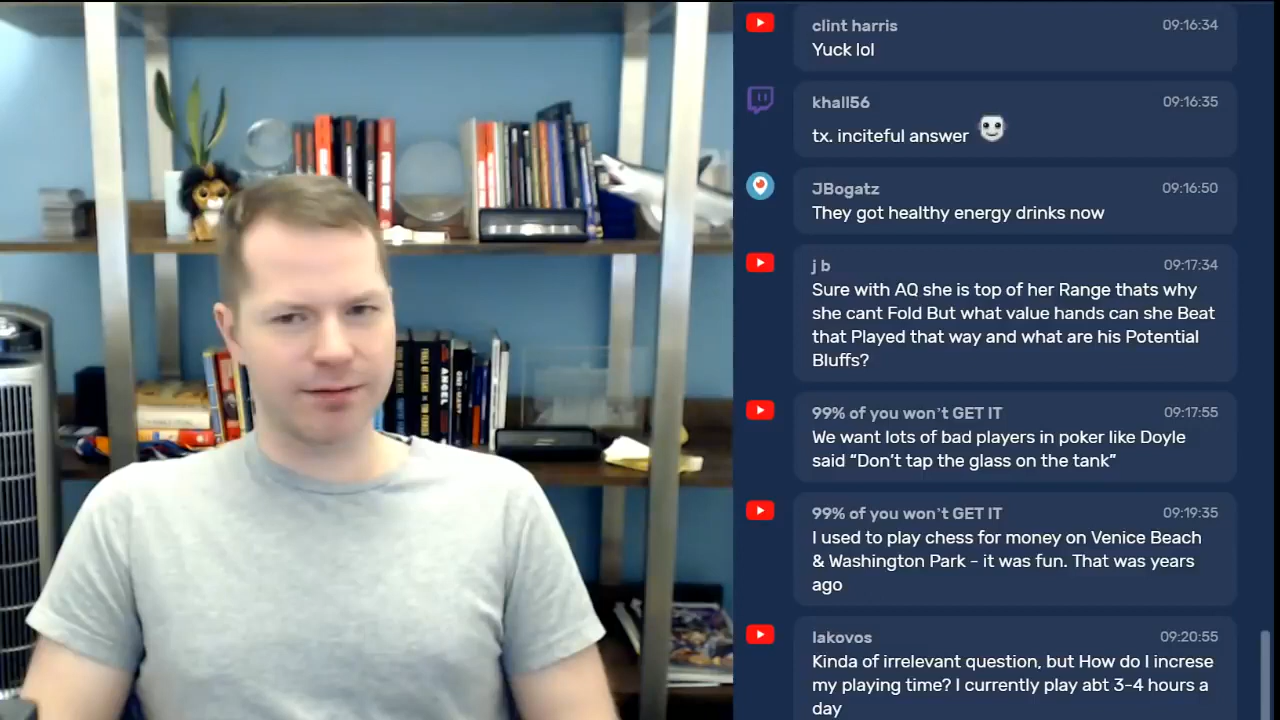 clint harris
09:16:34
Yuck lol
khall56
09:16:35
tx. inciteful answer
JBogatz
09:16:50
They got healthy energy drinks now
j b
09:17:34
Sure with AQ she is top of her Range thats why
she cant Fold But what value hands can she Beat
that Played that way and what are his Potential
Bluffs?
99% of you won't GET IT
09:17:55
We want lots of bad players in poker like Doyle
said “Don't tap the glass on the tank”
99% of you won't GET IT
09:19:35
I used to play chess for money on Venice Beach
& Washington Park - it was fun. That was years
ago
Iakovos
09:20:55
Kinda of irrelevant question, but How do I increse
my playing time? I currently play abt 3-4 hours a
day
ANGEL